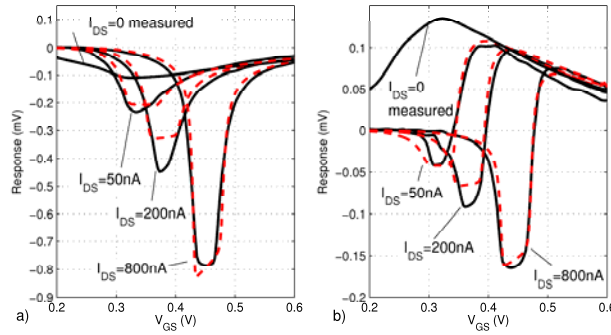 a)
Response (mV)
0.1
0
−0.1
−0.2
−0.3
−0.4
−0.5
−0.6
−0.7
−0.8
−0.9
0.2
0.3
0.4
0.5
0.6
V_GS (V)
I_DS=0 measured
I_DS=50nA
I_DS=200nA
I_DS=800nA
b)
Response (mV)
0.1
0.05
0
−0.05
−0.1
−0.15
−0.2
0.2
0.3
0.4
0.5
0.6
V_GS (V)
I_DS=0
measured
I_DS=50nA
I_DS=200nA
I_DS=800nA